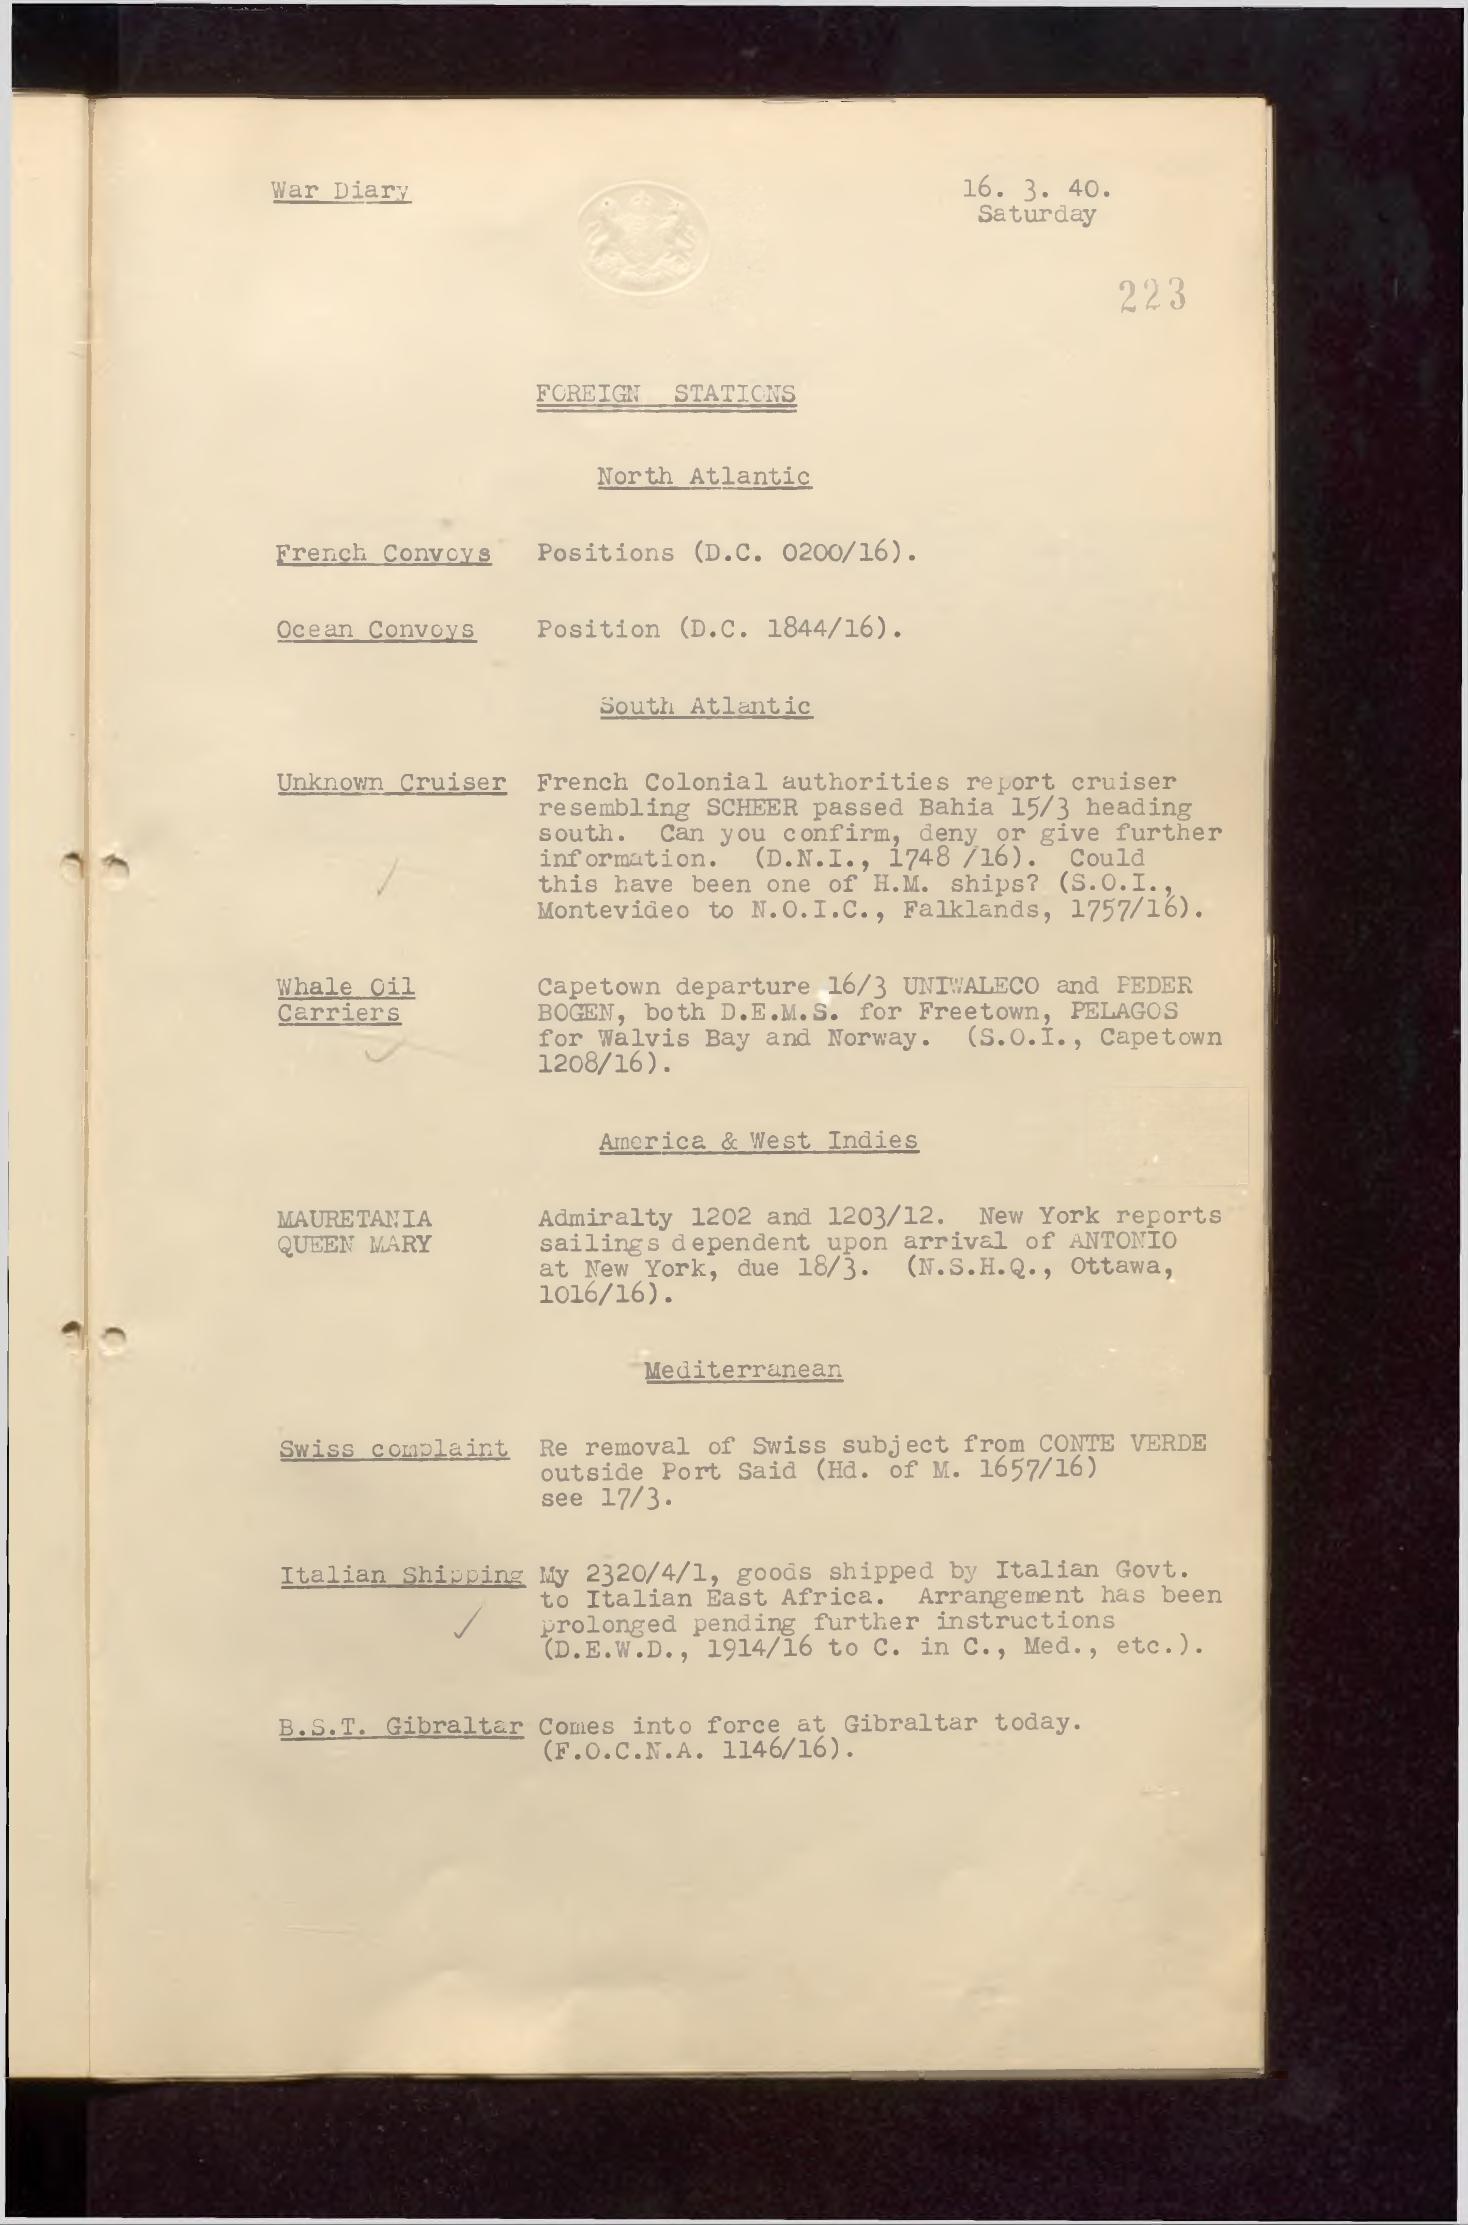 War Diary
16. 3. 40.
Saturday
223
FOREIGN STATIONS
North Atlantic
French Convoys Positions (D.C. 0200/16).
Ocean Convoys Position (D.C. 1844/16).
South Atlantic
Unknown Cruiser French Colonial authorities report cruiser
resembling SCHEER passed Bahia 15/3 heading
south. Can you confirm, deny or give further
information. (D.N.I., 1748 /16). Could
this have been one of H.M. ships? (S.O.I.,
Montevideo to N.O.I.C., Falklands, 1757/16).
Whale Oil Capetown departure 16/3 UNIWALECO and PEDER
Carriers BOGEN, both D.E.M.S. for Freetown, PELAGOS
for Walvis Bay and Norway. (S.O.I., Capetown
1208/16).
America & West Indies
MAURETANIA Admiralty 1202 and 1203/12. New York reports
QUEEN MARY sailings dependent upon arrival of ANTONIO
at New York, due 18/3. (N.S.H.Q., Ottawa,
1016/16).
Mediterranean
Swiss complaint Re removal of Swiss subject from CONTE VERDE
outside Port Said (Hd. of M. 1657/16)
see 17/3.
Italian Shipping My 2320/4/1, goods shipped by Italian Govt.
to Italian East Africa. Arrangement has been
prolonged pending further instructions
(D.E.W.D., 1914/16 to C. in C., Med., etc.).
B.S.T. Gibraltar Comes into force at Gibraltar today.
(F.O.C.N.A. 1146/16).